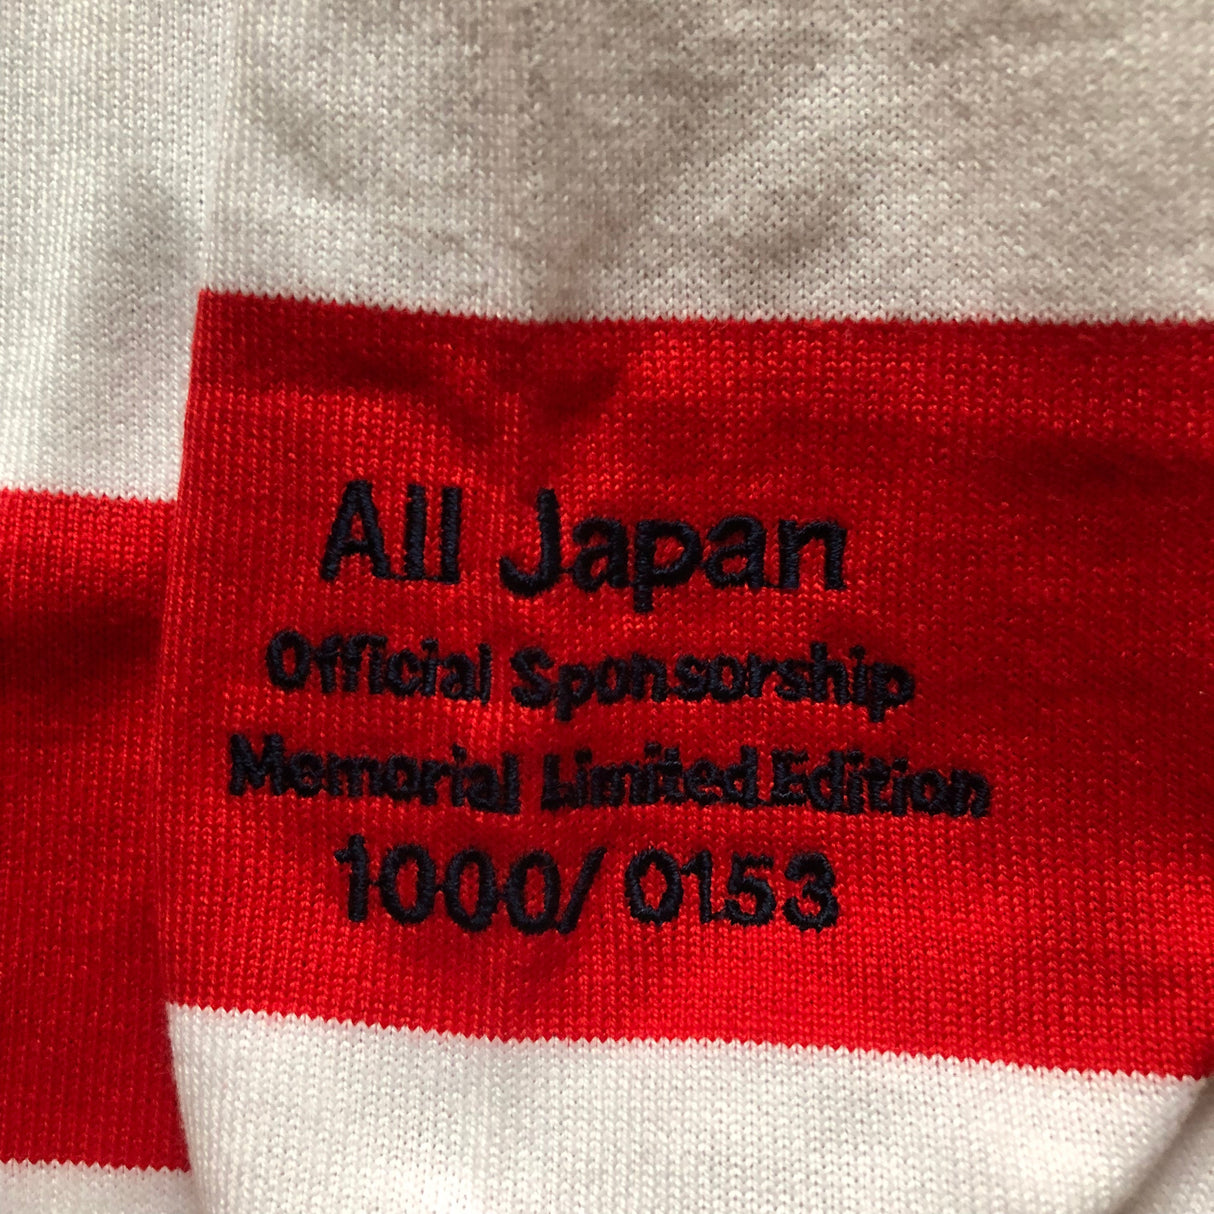 All Japan
Official Sponsorship
Memorial Limited Edition
1000/ 0153